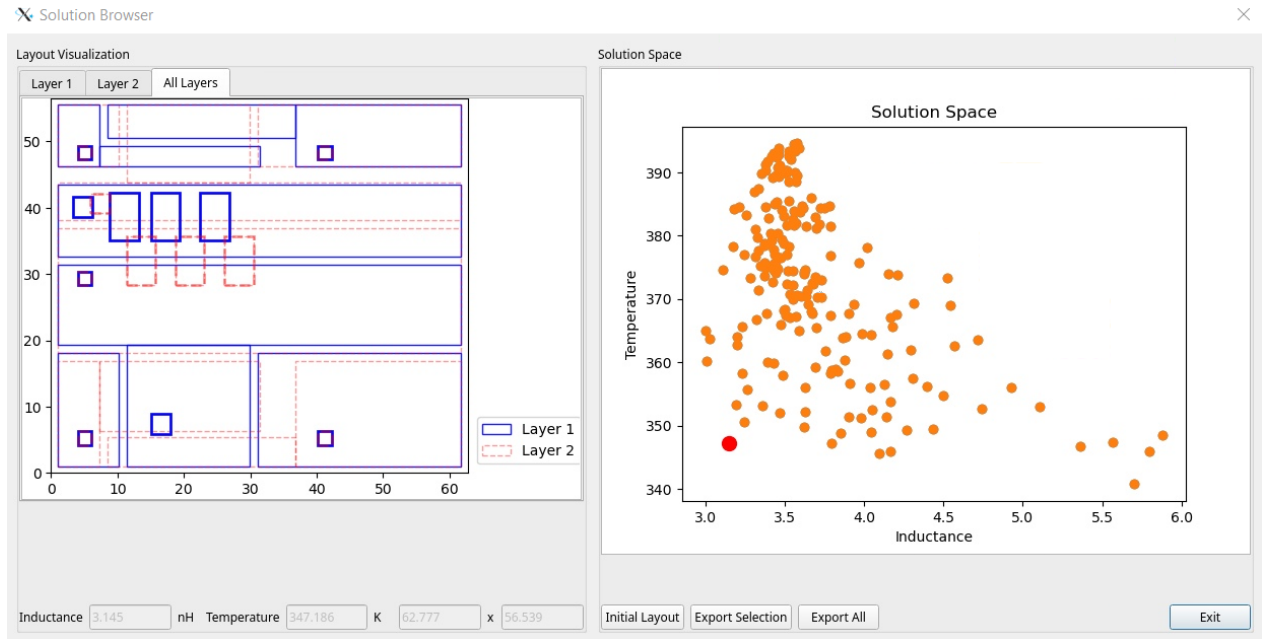 Solution Browser
Layout Visualization
Solution Space
Layer 1 Layer 2 All Layers
Solution Space
50
40
30
20
10
0
0 10 20 30 40 50 60
Layer 1
Layer 2
Temperature
390
380
370
360
350
340
3.0 3.5 4.0 4.5 5.0 5.5 6.0
Inductance
Inductance 3.145 nH Temperature 347.186 K 62.777 x 56.539
Initial Layout Export Selection Export All Exit